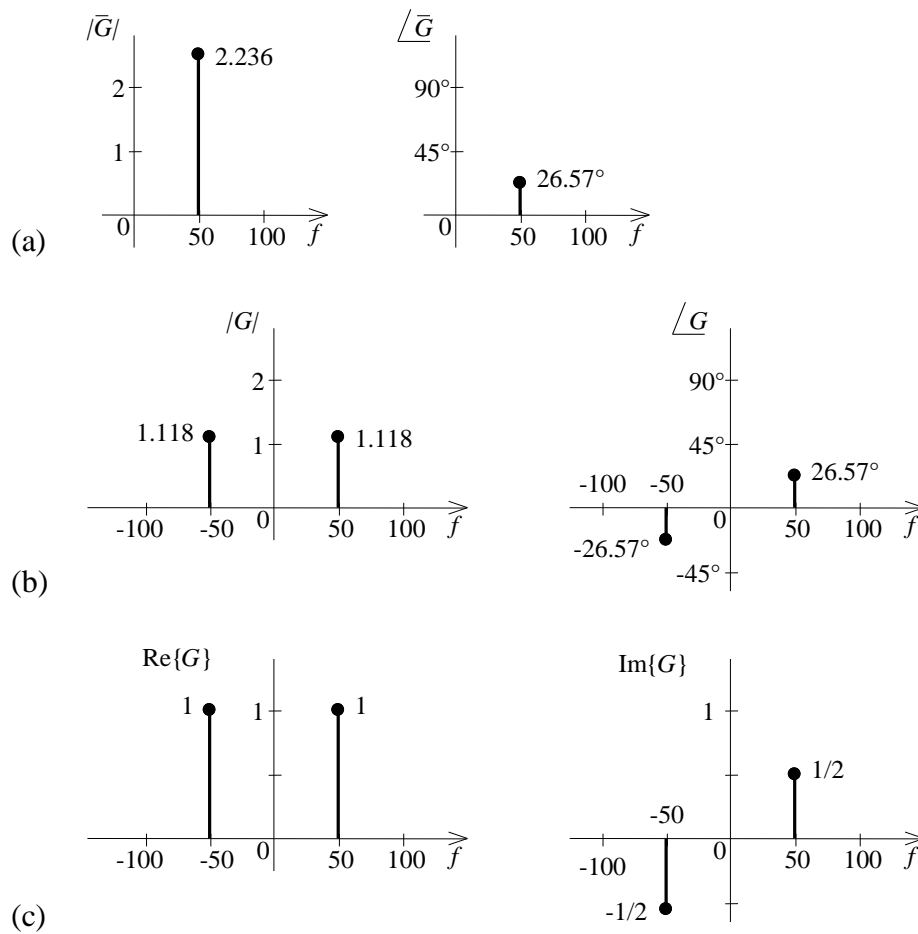 |G̅| ∠G̅
2.236
2 90°
1 45°
26.57°
0 50 100 f 0 50 100 f
(a)
|G| ∠G
2 90°
1.118 1 1.118 45° 26.57°
-100 -50
-100 -50 0 50 100 f 0 50 100 f
-26.57° -45°
(b)
Re{G} Im{G}
1 1 1 1
1/2
-50
-100 -50 0 50 100 f -100 0 50 100 f
-1/2
(c)